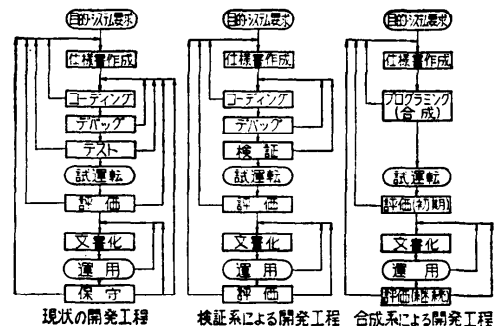 目的・システム要求
仕様書作成
コーディング
デバッグ
テスト
試運転
評価
文書化
運用
保守
現状の開発工程
目的・システム要求
仕様書作成
コーディング
デバッグ
検証
試運転
評価
文書化
運用
評価
検証系による開発工程
目的・システム要求
仕様書作成
プログラミング
(合成)
試運転
評価(初期)
文書化
運用
評価(継続)
合成系による開発工程